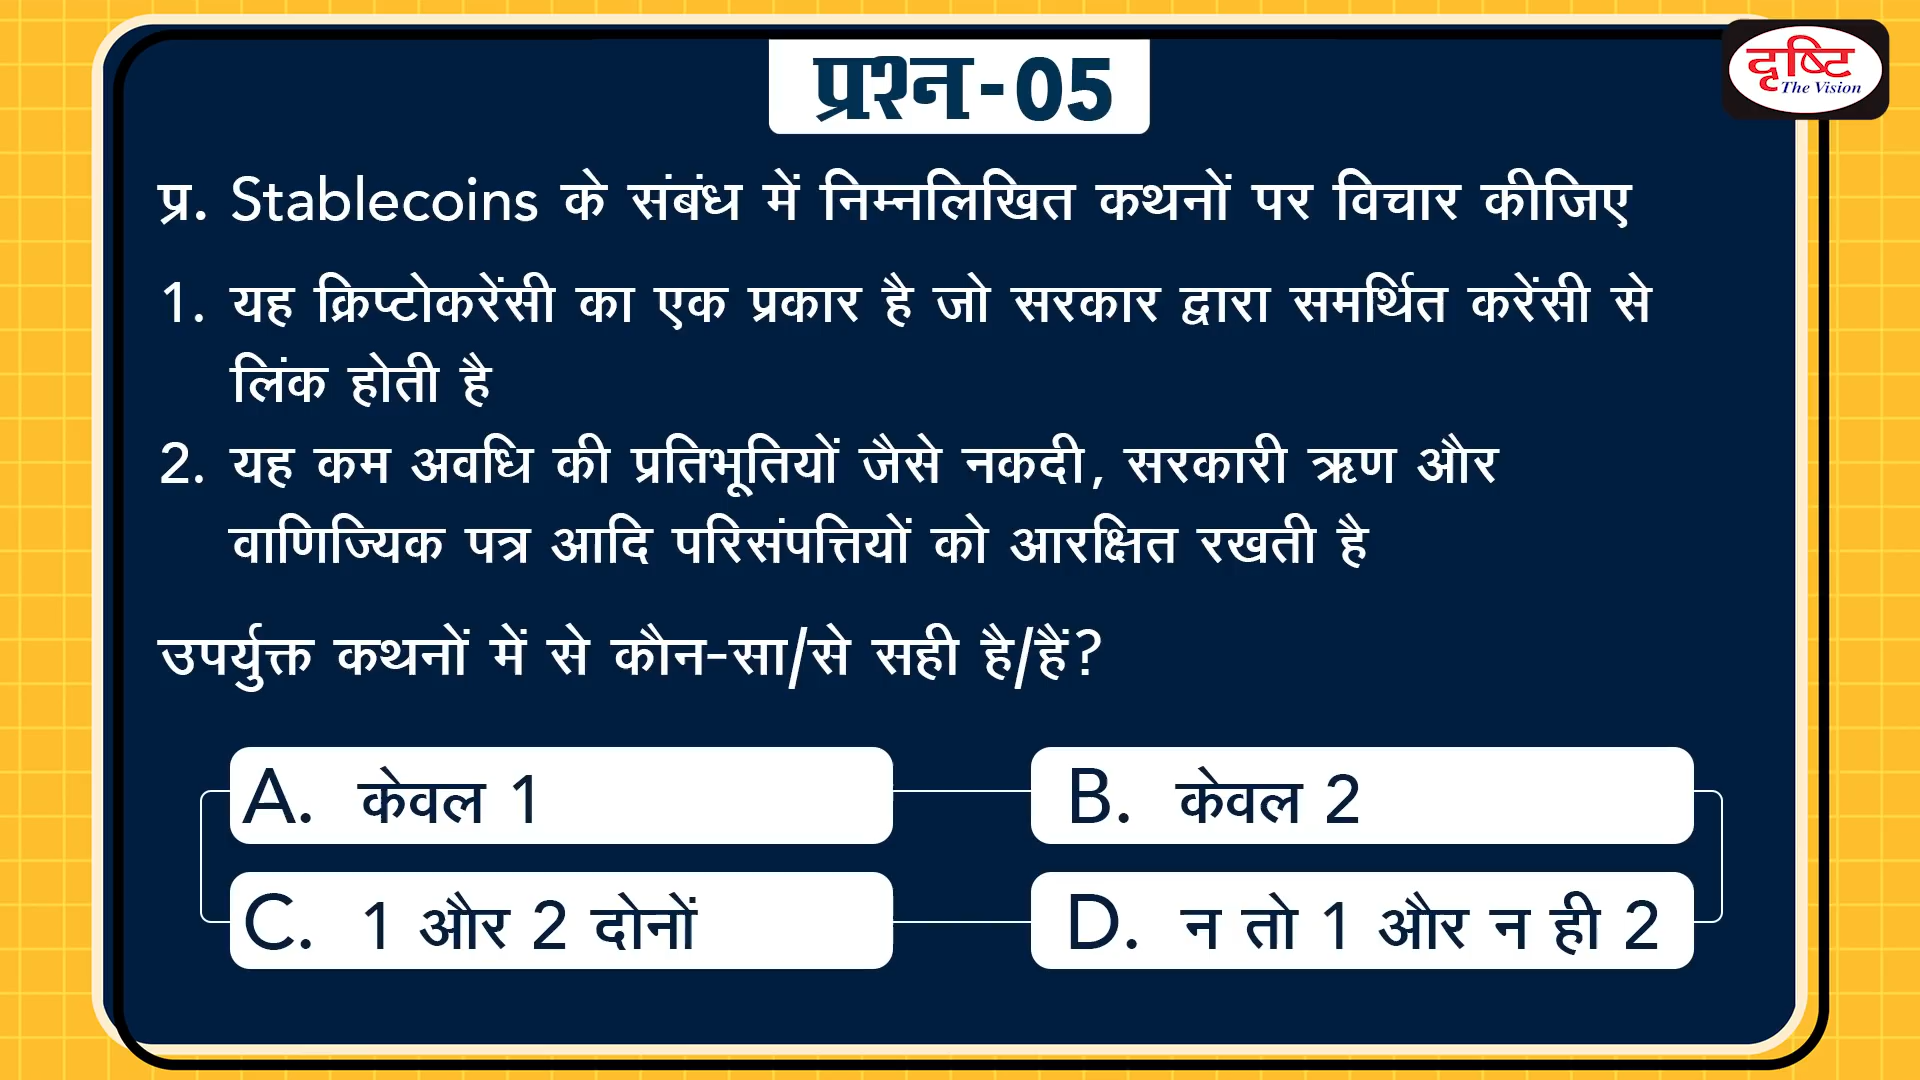 प्रश्न-05
दृष्टि
The Vision
प्र. Stablecoins के संबंध में निम्नलिखित कथनों पर विचार कीजिए
1. यह क्रिप्टोकरेंसी का एक प्रकार है जो सरकार द्वारा समर्थित करेंसी से
लिंक होती है
2. यह कम अवधि की प्रतिभूतियों जैसे नकदी, सरकारी ऋण और
वाणिज्यिक पत्र आदि परिसंपत्तियों को आरक्षित रखती है
उपर्युक्त कथनों में से कौन-सा/से सही है/हैं?
A. केवल 1
B. केवल 2
C. 1 और 2 दोनों
D. न तो 1 और न ही 2